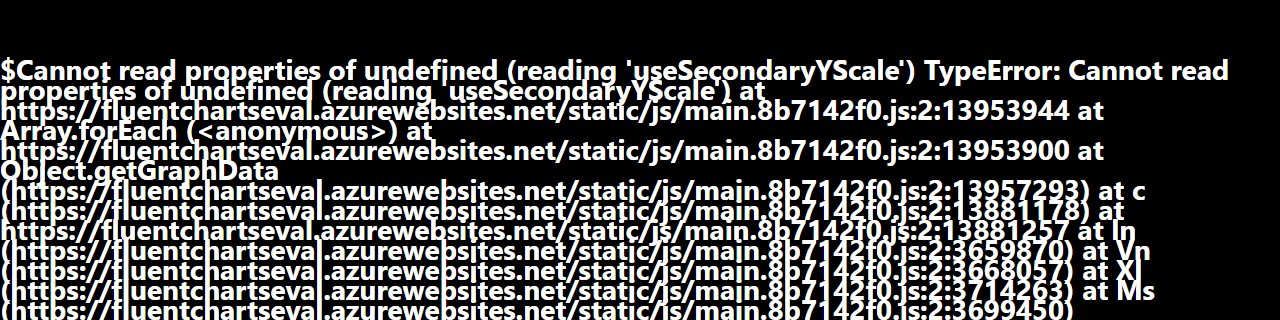 $Cannot read properties of undefined (reading 'useSecondaryYScale') TypeError: Cannot read
properties of undefined (reading 'useSecondaryYScale') at
https://fluentchartseval.azurewebsites.net/static/js/main.8b7142f0.js:2:13953944 at
Array.forEach (<anonymous>) at
https://fluentchartseval.azurewebsites.net/static/js/main.8b7142f0.js:2:13953900 at
Object.getGraphData
(https://fluentchartseval.azurewebsites.net/static/js/main.8b7142f0.js:2:13957293) at c
(https://fluentchartseval.azurewebsites.net/static/js/main.8b7142f0.js:2:13881178) at
https://fluentchartseval.azurewebsites.net/static/js/main.8b7142f0.js:2:13881257 at ln
(https://fluentchartseval.azurewebsites.net/static/js/main.8b7142f0.js:2:3659870) at Vn
(https://fluentchartseval.azurewebsites.net/static/js/main.8b7142f0.js:2:3668057) at Xl
(https://fluentchartseval.azurewebsites.net/static/js/main.8b7142f0.js:2:3714263) at Ms
(https://fluentchartseval.azurewebsites.net/static/js/main.8b7142f0.js:2:3699450)